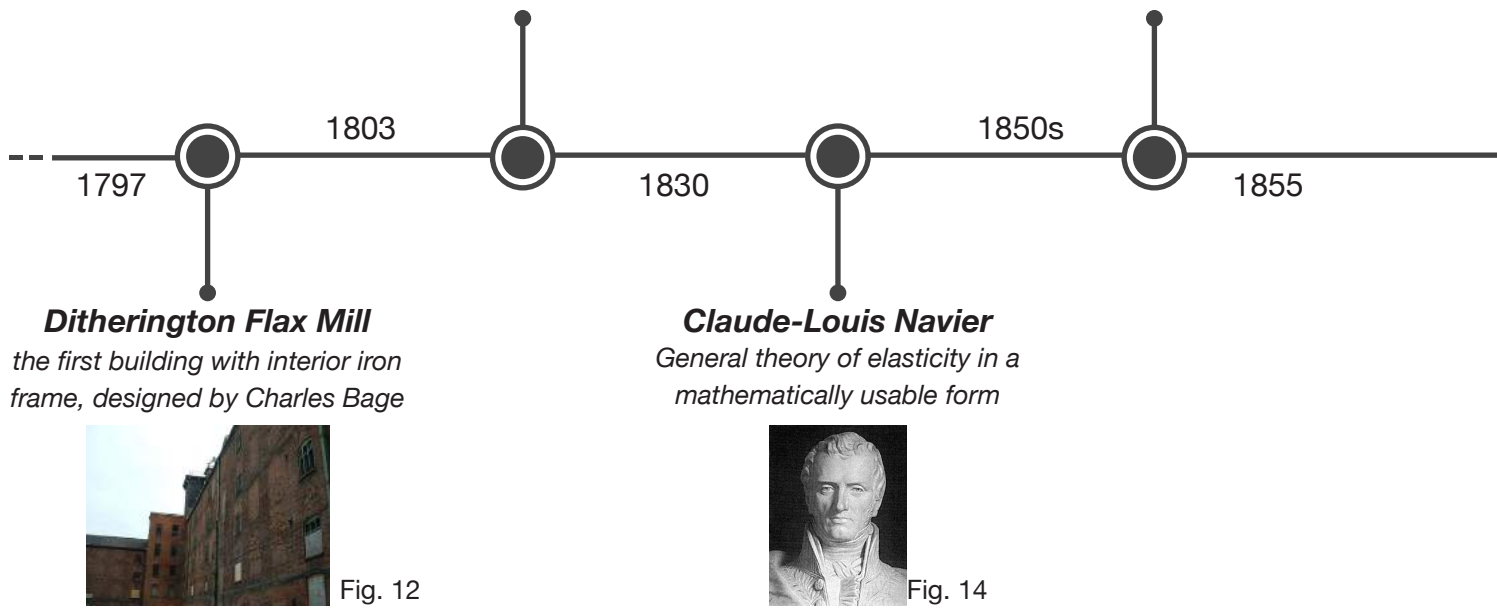 1803
1850s
1797
1830
1855
Ditherington Flax Mill
the first building with interior iron
frame, designed by Charles Bage
Fig. 12
Claude-Louis Navier
General theory of elasticity in a
mathematically usable form
Fig. 14